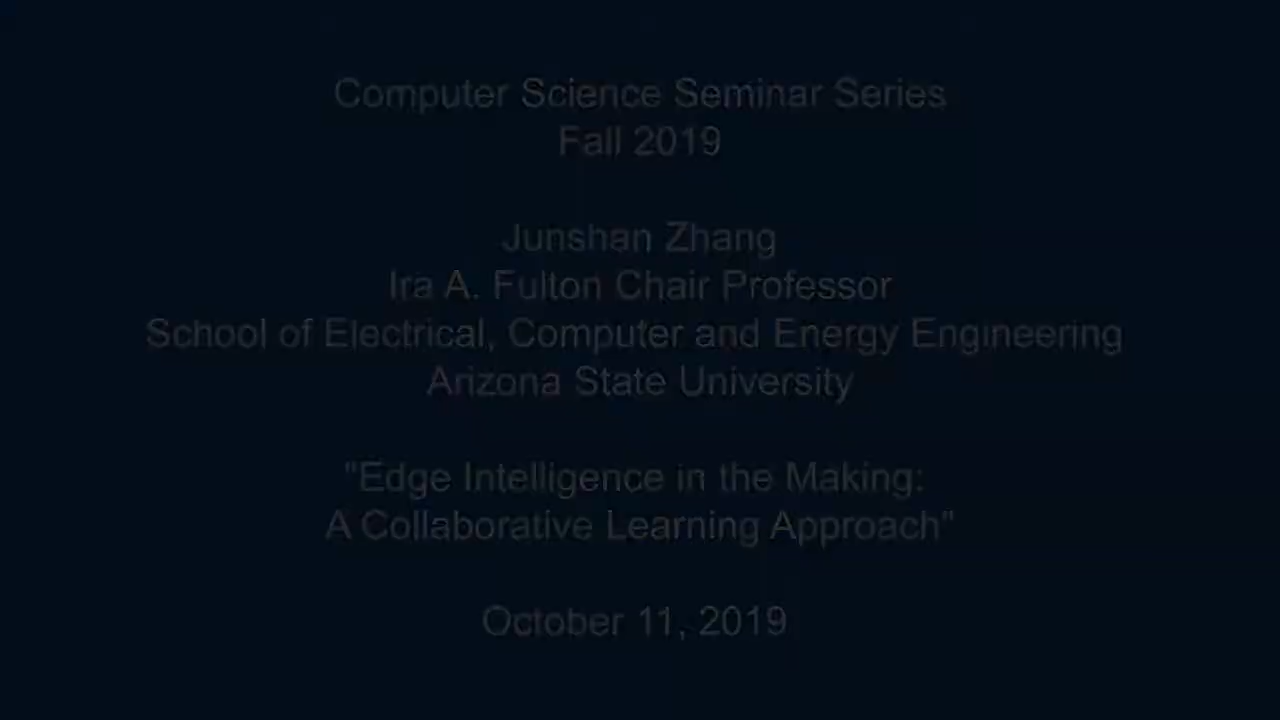 Computer Science Seminar Series
Fall 2019
Junshan Zhang
Ira A. Fulton Chair Professor
School of Electrical, Computer and Energy Engineering
Arizona State University
"Edge Intelligence in the Making:
A Collaborative Learning Approach"
October 11, 2019